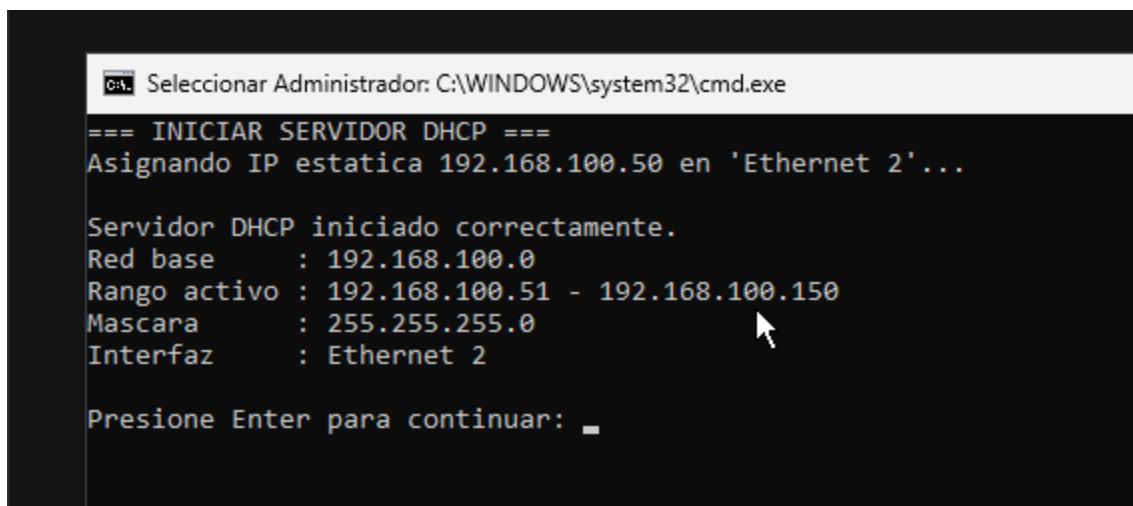 Seleccionar Administrador: C:\WINDOWS\system32\cmd.exe
=== INICIAR SERVIDOR DHCP ===
Asignando IP estatica 192.168.100.50 en 'Ethernet 2'...
Servidor DHCP iniciado correctamente.
Red base     : 192.168.100.0
Rango activo : 192.168.100.51 - 192.168.100.150
Mascara      : 255.255.255.0
Interfaz     : Ethernet 2
Presione Enter para continuar: